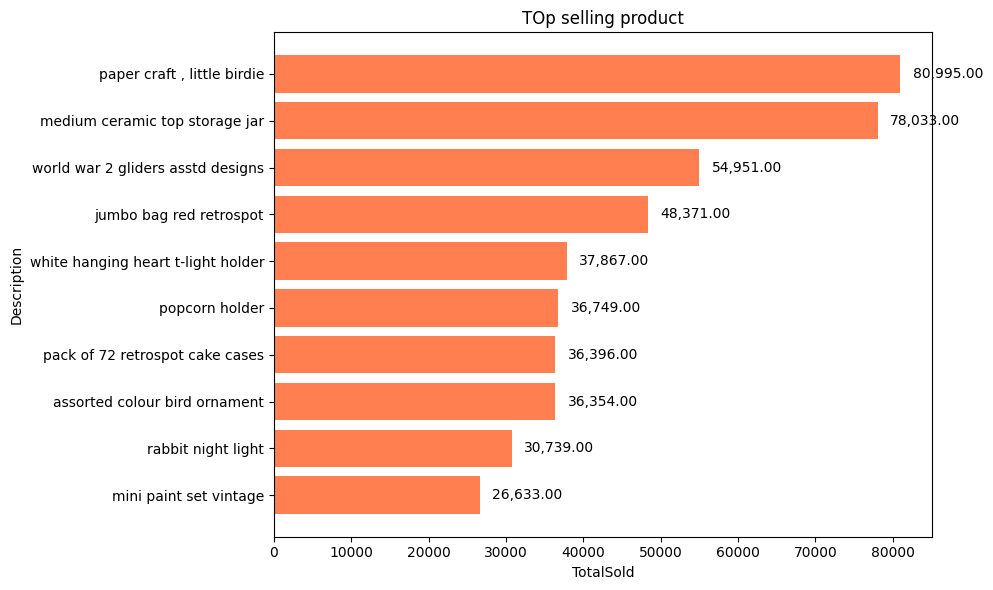 TOp selling product
paper craft , little birdie
80,995.00
medium ceramic top storage jar
78,033.00
world war 2 gliders asstd designs
54,951.00
jumbo bag red retrospot
48,371.00
white hanging heart t-light holder
37,867.00
popcorn holder
36,749.00
pack of 72 retrospot cake cases
36,396.00
assorted colour bird ornament
36,354.00
rabbit night light
30,739.00
mini paint set vintage
26,633.00
Description
0 10000 20000 30000 40000 50000 60000 70000 80000
TotalSold